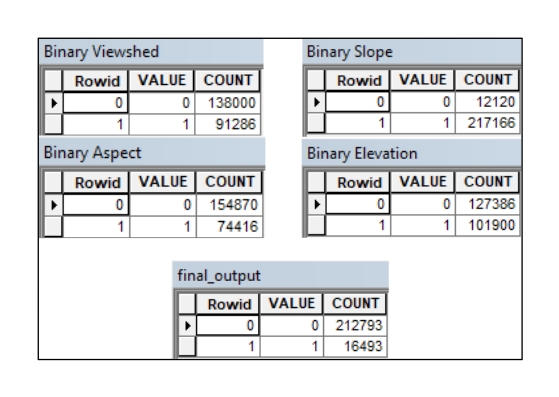 Binary Viewshed
Rowid VALUE COUNT
0 0 138000
1 1 91286
Binary Slope
Rowid VALUE COUNT
0 0 12120
1 1 217166
Binary Aspect
Rowid VALUE COUNT
0 0 154870
1 1 74416
Binary Elevation
Rowid VALUE COUNT
0 0 127386
1 1 101900
final_output
Rowid VALUE COUNT
0 0 212793
1 1 16493